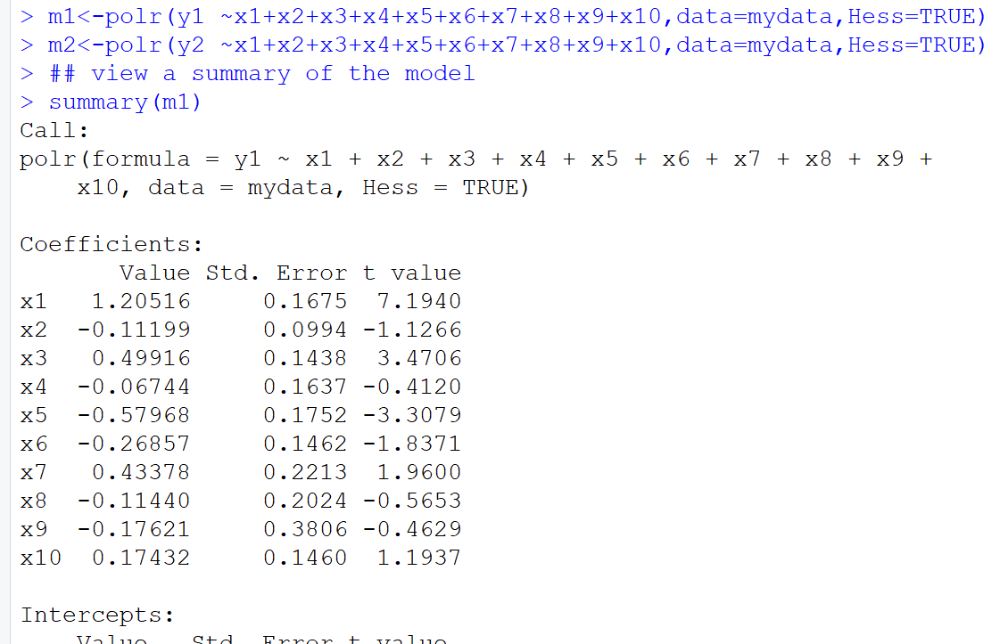 > m1<-polr(y1 ~x1+x2+x3+x4+x5+x6+x7+x8+x9+x10,data=mydata,Hess=TRUE)
> m2<-polr(y2 ~x1+x2+x3+x4+x5+x6+x7+x8+x9+x10,data=mydata,Hess=TRUE)
> ## view a summary of the model
> summary(m1)
Call:
polr(formula = y1 ~ x1 + x2 + x3 + x4 + x5 + x6 + x7 + x8 + x9 +
    x10, data = mydata, Hess = TRUE)

Coefficients:
       Value Std. Error t value
x1   1.20516     0.1675  7.1940
x2  -0.11199     0.0994 -1.1266
x3   0.49916     0.1438  3.4706
x4  -0.06744     0.1637 -0.4120
x5  -0.57968     0.1752 -3.3079
x6  -0.26857     0.1462 -1.8371
x7   0.43378     0.2213  1.9600
x8  -0.11440     0.2024 -0.5653
x9  -0.17621     0.3806 -0.4629
x10  0.17432     0.1460  1.1937

Intercepts:
    Value   Std. Error t value